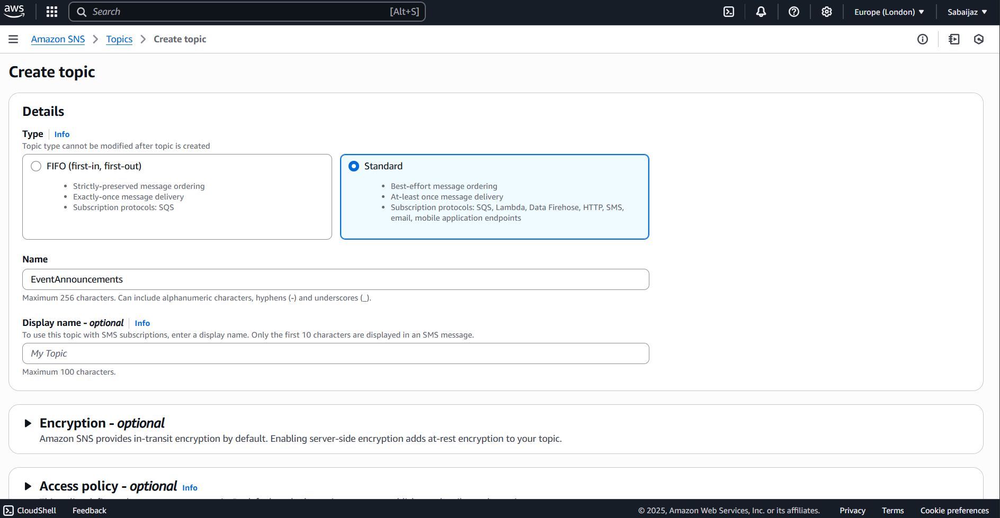 aws
Search [Alt+S]
Europe (London)
Sabaijaz
Amazon SNS
Topics
Create topic
Create topic
Details
Type
Info
Topic type cannot be modified after topic is created
FIFO (first-in, first-out)
Strictly-preserved message ordering
Exactly-once message delivery
Subscription protocols: SQS
Standard
Best-effort message ordering
At-least once message delivery
Subscription protocols: SQS, Lambda, Data Firehose, HTTP, SMS,
email, mobile application endpoints
Name
EventAnnouncements
Maximum 256 characters. Can include alphanumeric characters, hyphens (-) and underscores (_).
Display name - optional
Info
To use this topic with SMS subscriptions, enter a display name. Only the first 10 characters are displayed in an SMS message.
My Topic
Maximum 100 characters.
Encryption - optional
Amazon SNS provides in-transit encryption by default. Enabling server-side encryption adds at-rest encryption to your topic.
Access policy - optional
Info
CloudShell
Feedback
© 2025, Amazon Web Services, Inc. or its affiliates.
Privacy
Terms
Cookie preferences